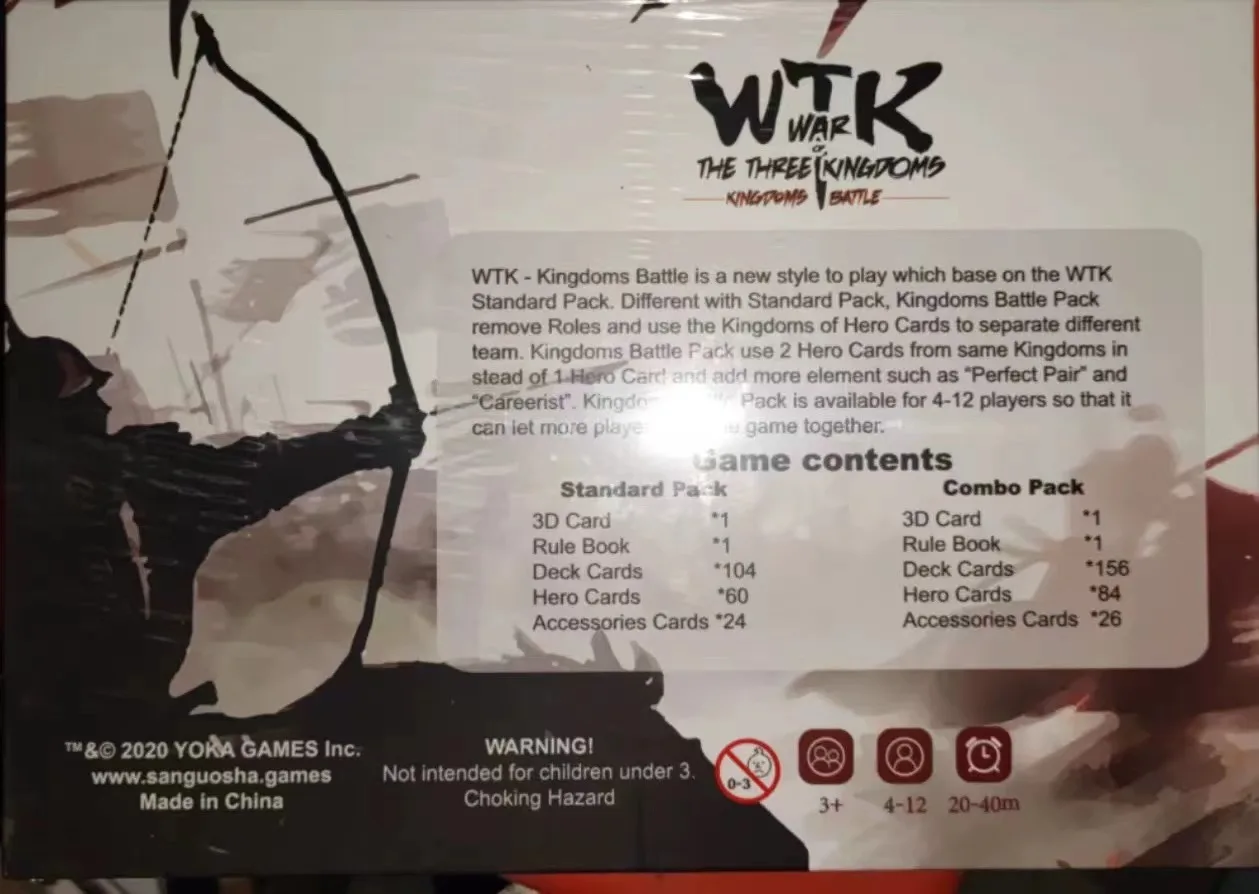 WTK
WAR
OF
THE THREE KINGDOMS
KINGDOMS BATTLE
WTK - Kingdoms Battle is a new style to play which base on the WTK
Standard Pack. Different with Standard Pack, Kingdoms Battle Pack
remove Roles and use the Kingdoms of Hero Cards to separate different
team. Kingdoms Battle Pack use 2 Hero Cards from same Kingdoms in
stead of 1 Hero Card and add more element such as "Perfect Pair" and
"Careerist". Pack is available for 4-12 players so that it
can let more game together.
Game contents
Standard Pack
3D Card *1
Rule Book *1
Deck Cards *104
Hero Cards *60
Accessories Cards *24
Combo Pack
3D Card *1
Rule Book *1
Deck Cards *156
Hero Cards *84
Accessories Cards *26
™&© 2020 YOKA GAMES Inc.
www.sanguosha.games
Made in China
WARNING!
Not intended for children under 3.
Choking Hazard
0-3
3+
4-12
20-40m